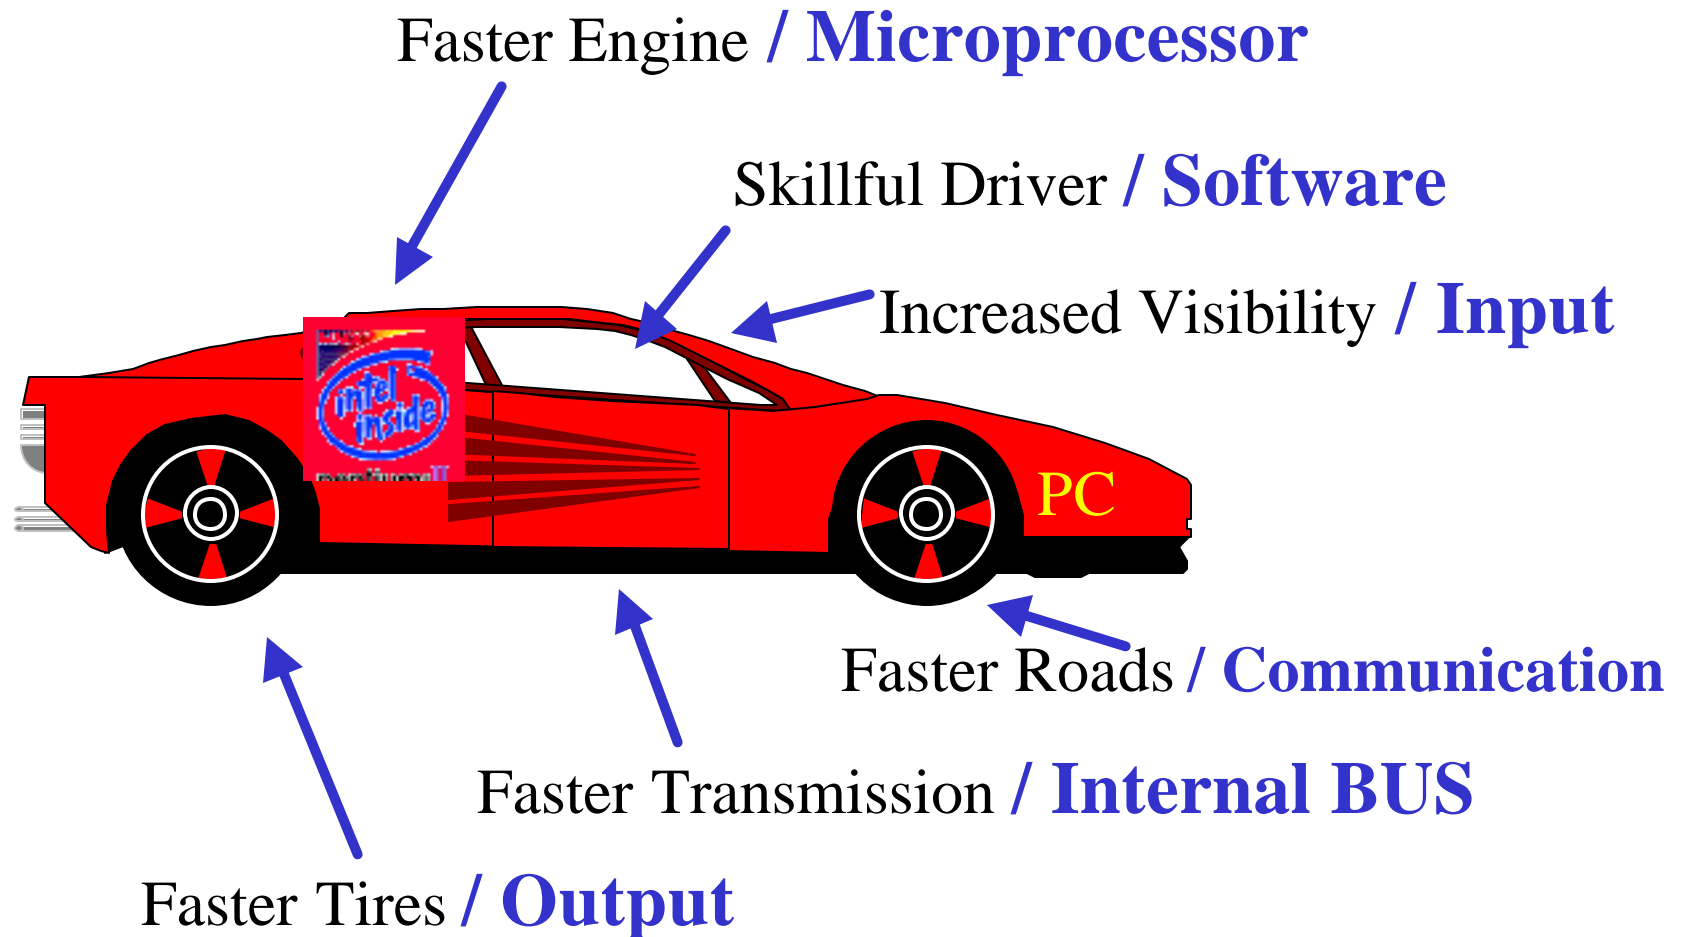 Faster Engine / Microprocessor
Skillful Driver / Software
Increased Visibility / Input
intel
inside
PC
Faster Roads / Communication
Faster Transmission / Internal BUS
Faster Tires / Output